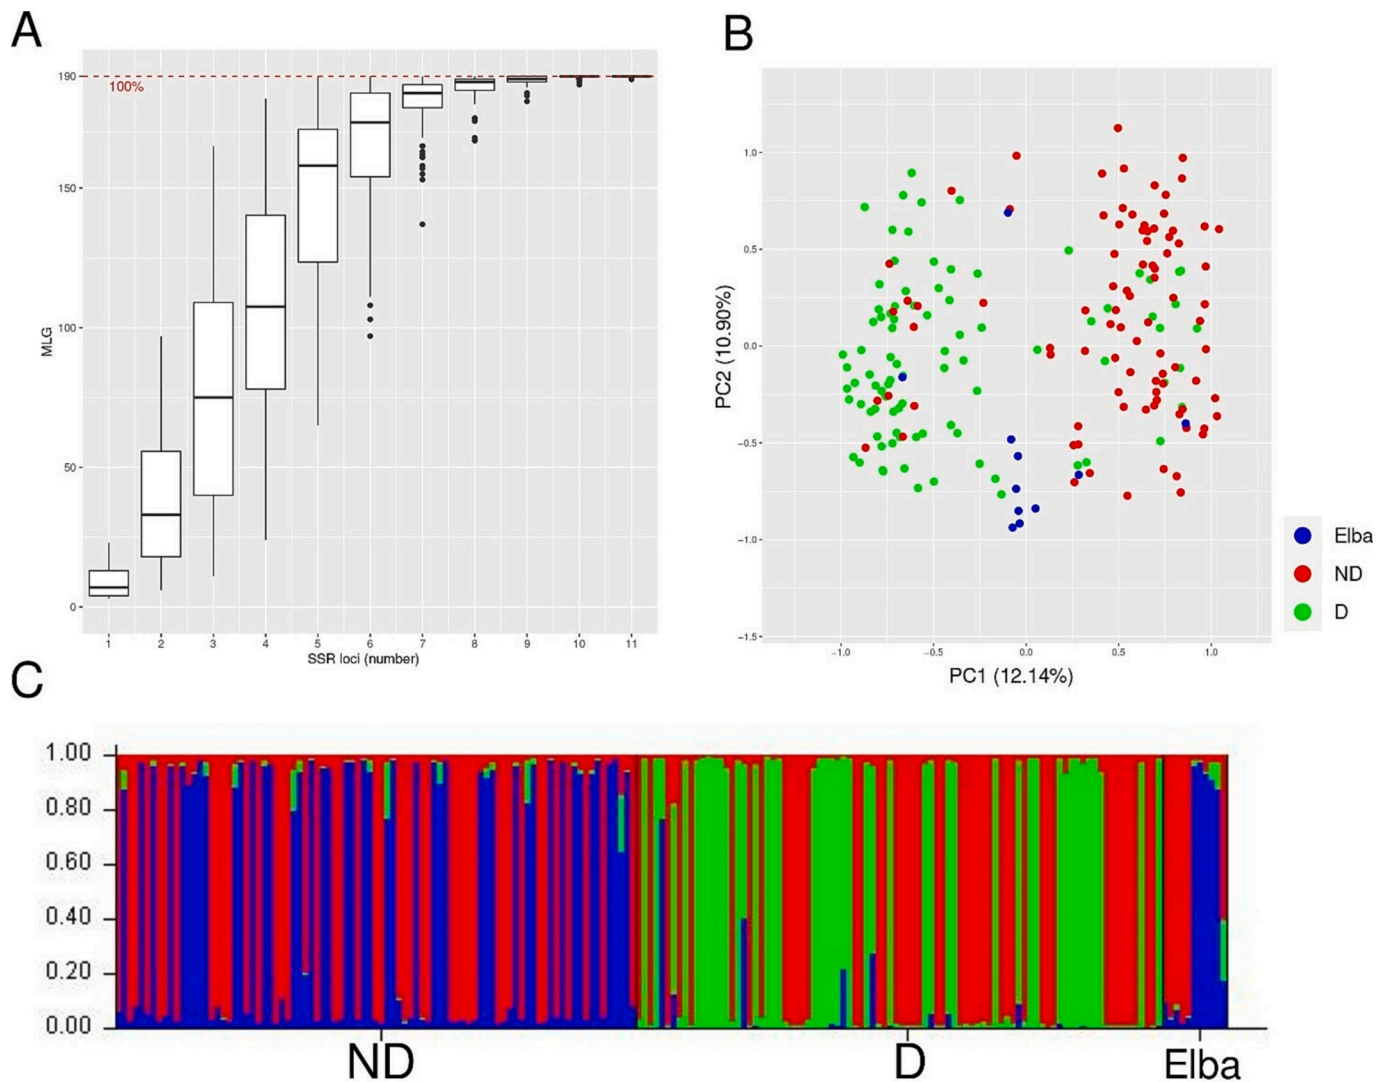 A
190
100%
150
100
50
0
MLG
1 2 3 4 5 6 7 8 9 10 11
SSR loci (number)
B
1.0
0.5
0.0
−0.5
−1.0
−1.5
PC2 (10.90%)
−1.0 −0.5 0.0 0.5 1.0
PC1 (12.14%)
Elba
ND
D
C
1.00
0.80
0.60
0.40
0.20
0.00
ND D Elba